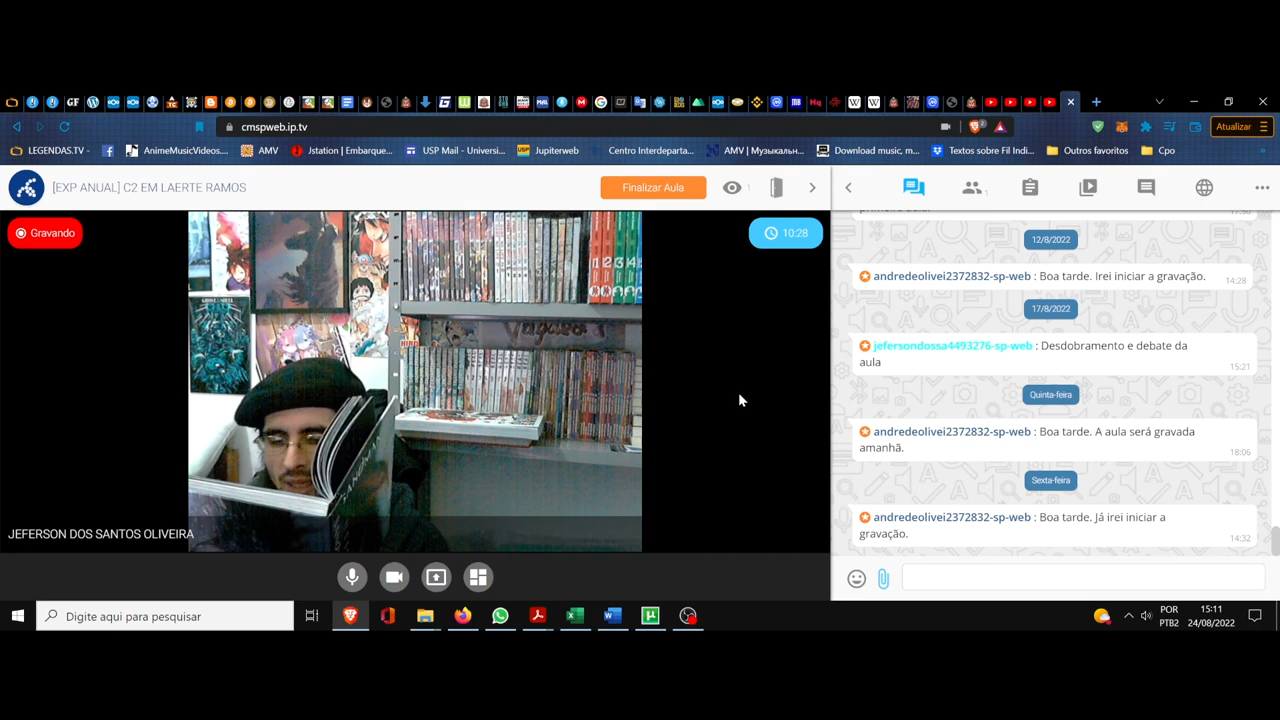 cmspweb.ip.tv
Atualizar
LEGENDAS.TV -
AnimeMusicVideos...
AMV
Jstation | Embarque...
USP Mail - Universi...
Jupiterweb
Centro Interdeparta...
AMV | Музыкальн...
Download music, m...
Textos sobre Fil Indi...
Outros favoritos
Cpo
[EXP ANUAL] C2 EM LAERTE RAMOS
Finalizar Aula
1
1
Gravando
10:28
JEFERSON DOS SANTOS OLIVEIRA
12/8/2022
andredeolivei2372832-sp-web : Boa tarde. Irei iniciar a gravação.
14:28
17/8/2022
jefersondossa4493276-sp-web : Desdobramento e debate da
aula
15:21
Quinta-feira
andredeolivei2372832-sp-web : Boa tarde. A aula será gravada
amanhã.
18:06
Sexta-feira
andredeolivei2372832-sp-web : Boa tarde. Já irei iniciar a
gravação.
14:32
Digite aqui para pesquisar
POR
PTB2
15:11
24/08/2022